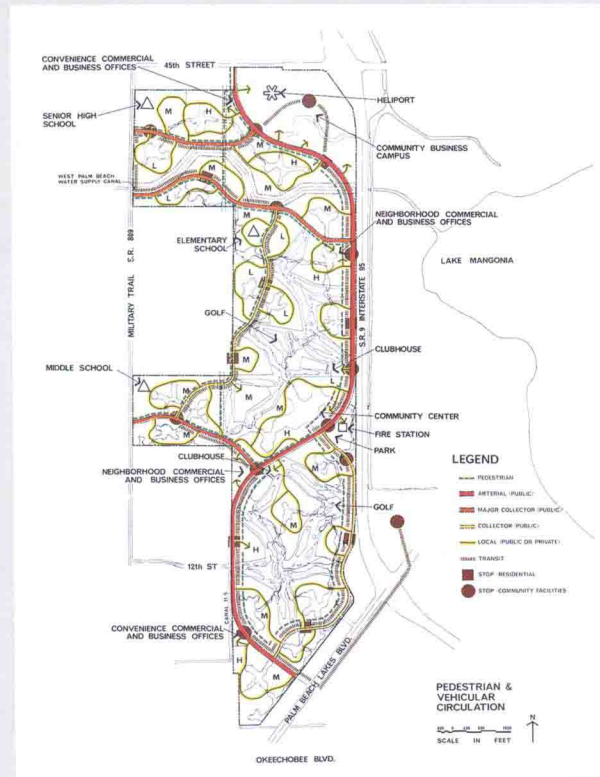 CONVENIENCE COMMERCIAL
AND BUSINESS OFFICES
45th STREET
HELIPORT
SENIOR HIGH
SCHOOL
M
H
COMMUNITY BUSINESS
CAMPUS
M
L
M
H
WEST PALM BEACH
WATER SUPPLY CANAL
M
M
L
M
NEIGHBORHOOD COMMERCIAL
AND BUSINESS OFFICES
ELEMENTARY
SCHOOL
L
LAKE MANGONIA
MILITARY TRAIL S.R. 809
S.R. 9 INTERSTATE 95
L
H
GOLF
L
CLUBHOUSE
M
MIDDLE SCHOOL
L
M
M
M
COMMUNITY CENTER
FIRE STATION
PARK
M
H
CLUBHOUSE
NEIGHBORHOOD COMMERCIAL
AND BUSINESS OFFICES
M
GOLF
M
H
12th ST
CONVENIENCE COMMERCIAL
AND BUSINESS OFFICES
M
H
M
PALM BEACH LAKES BLVD.
OKEECHOBEE BLVD.
LEGEND
PEDESTRIAN
ARTERIAL (PUBLIC)
MAJOR COLLECTOR (PUBLIC)
COLLECTOR (PUBLIC)
LOCAL (PUBLIC OR PRIVATE)
TRANSIT
STOP RESIDENTIAL
STOP COMMUNITY FACILITIES
PEDESTRIAN &
VEHICULAR
CIRCULATION
N
SCALE IN FEET